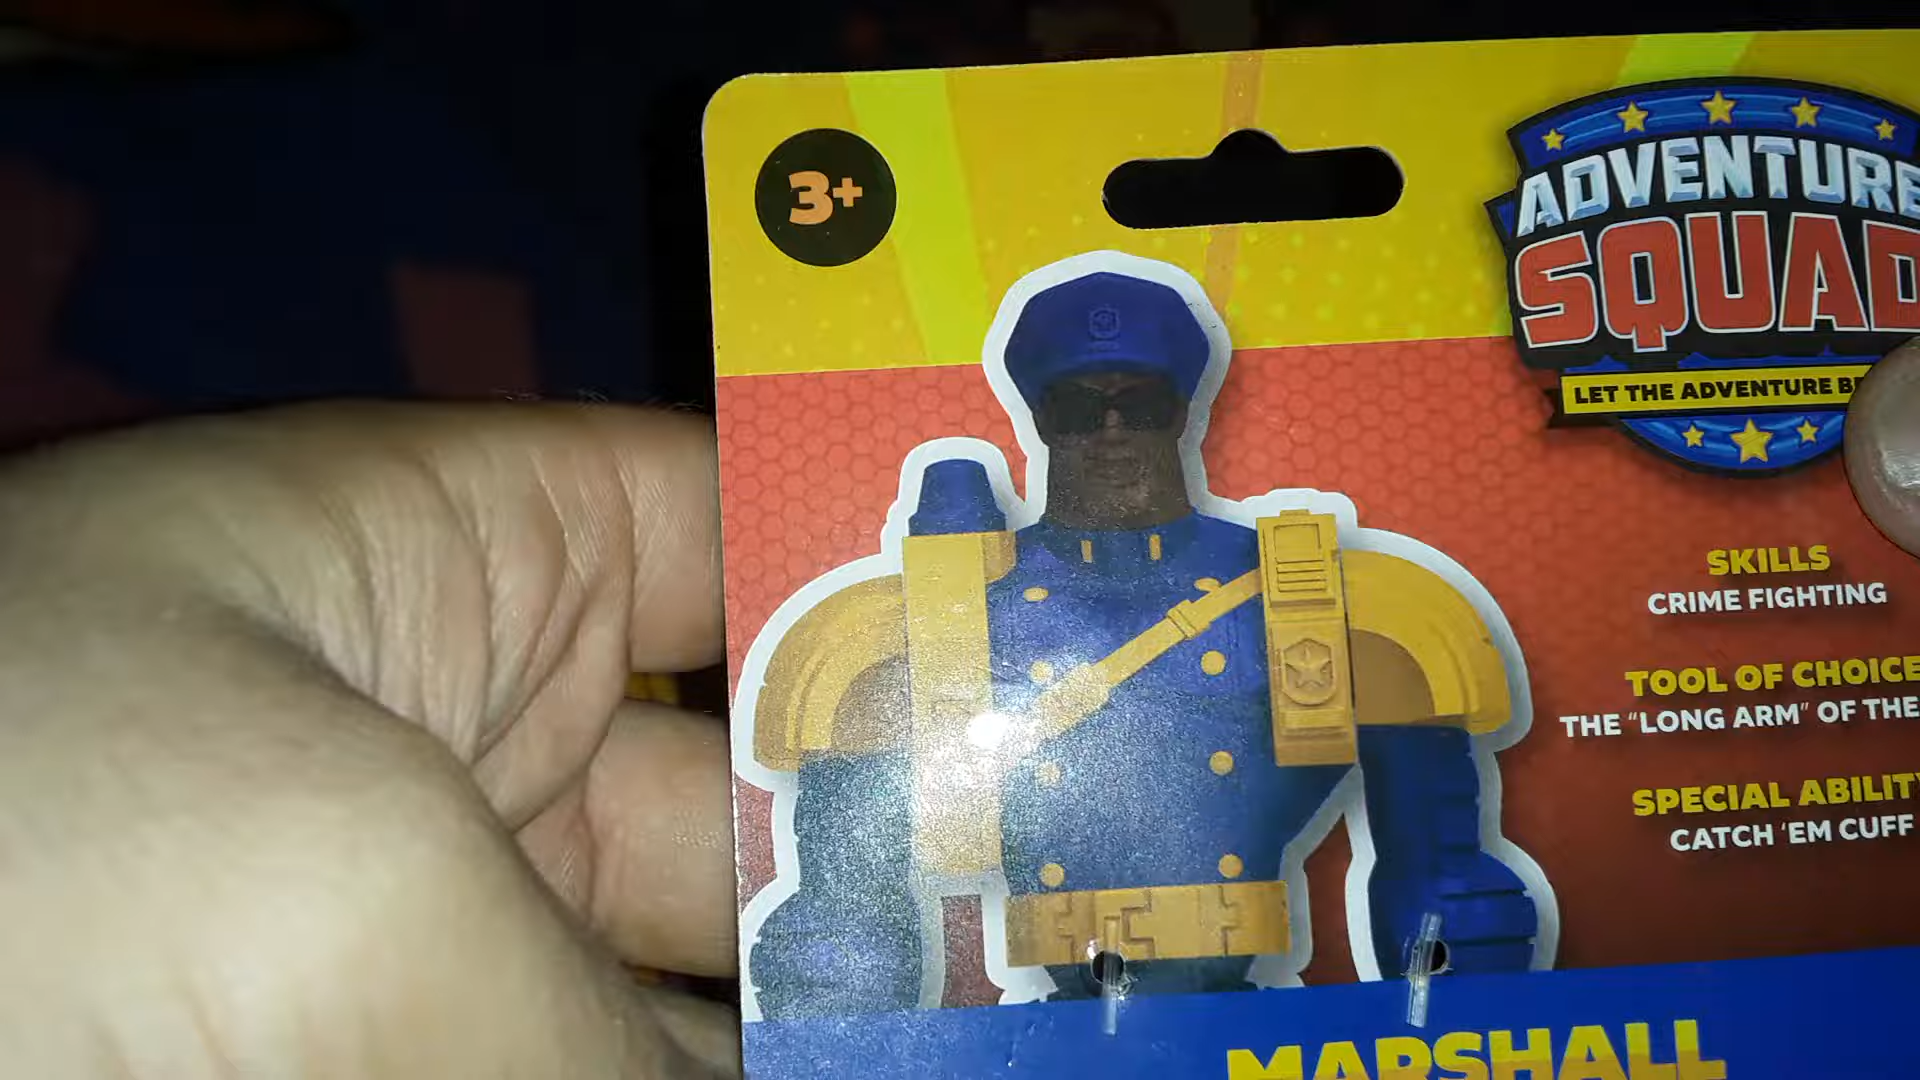 3+
ADVENTURE
SQUAD
LET THE ADVENTURE
SKILLS
CRIME FIGHTING
TOOL OF CHOICE
THE "LONG ARM" OF THE
SPECIAL ABILITY
CATCH 'EM CUFF
MARSHALL